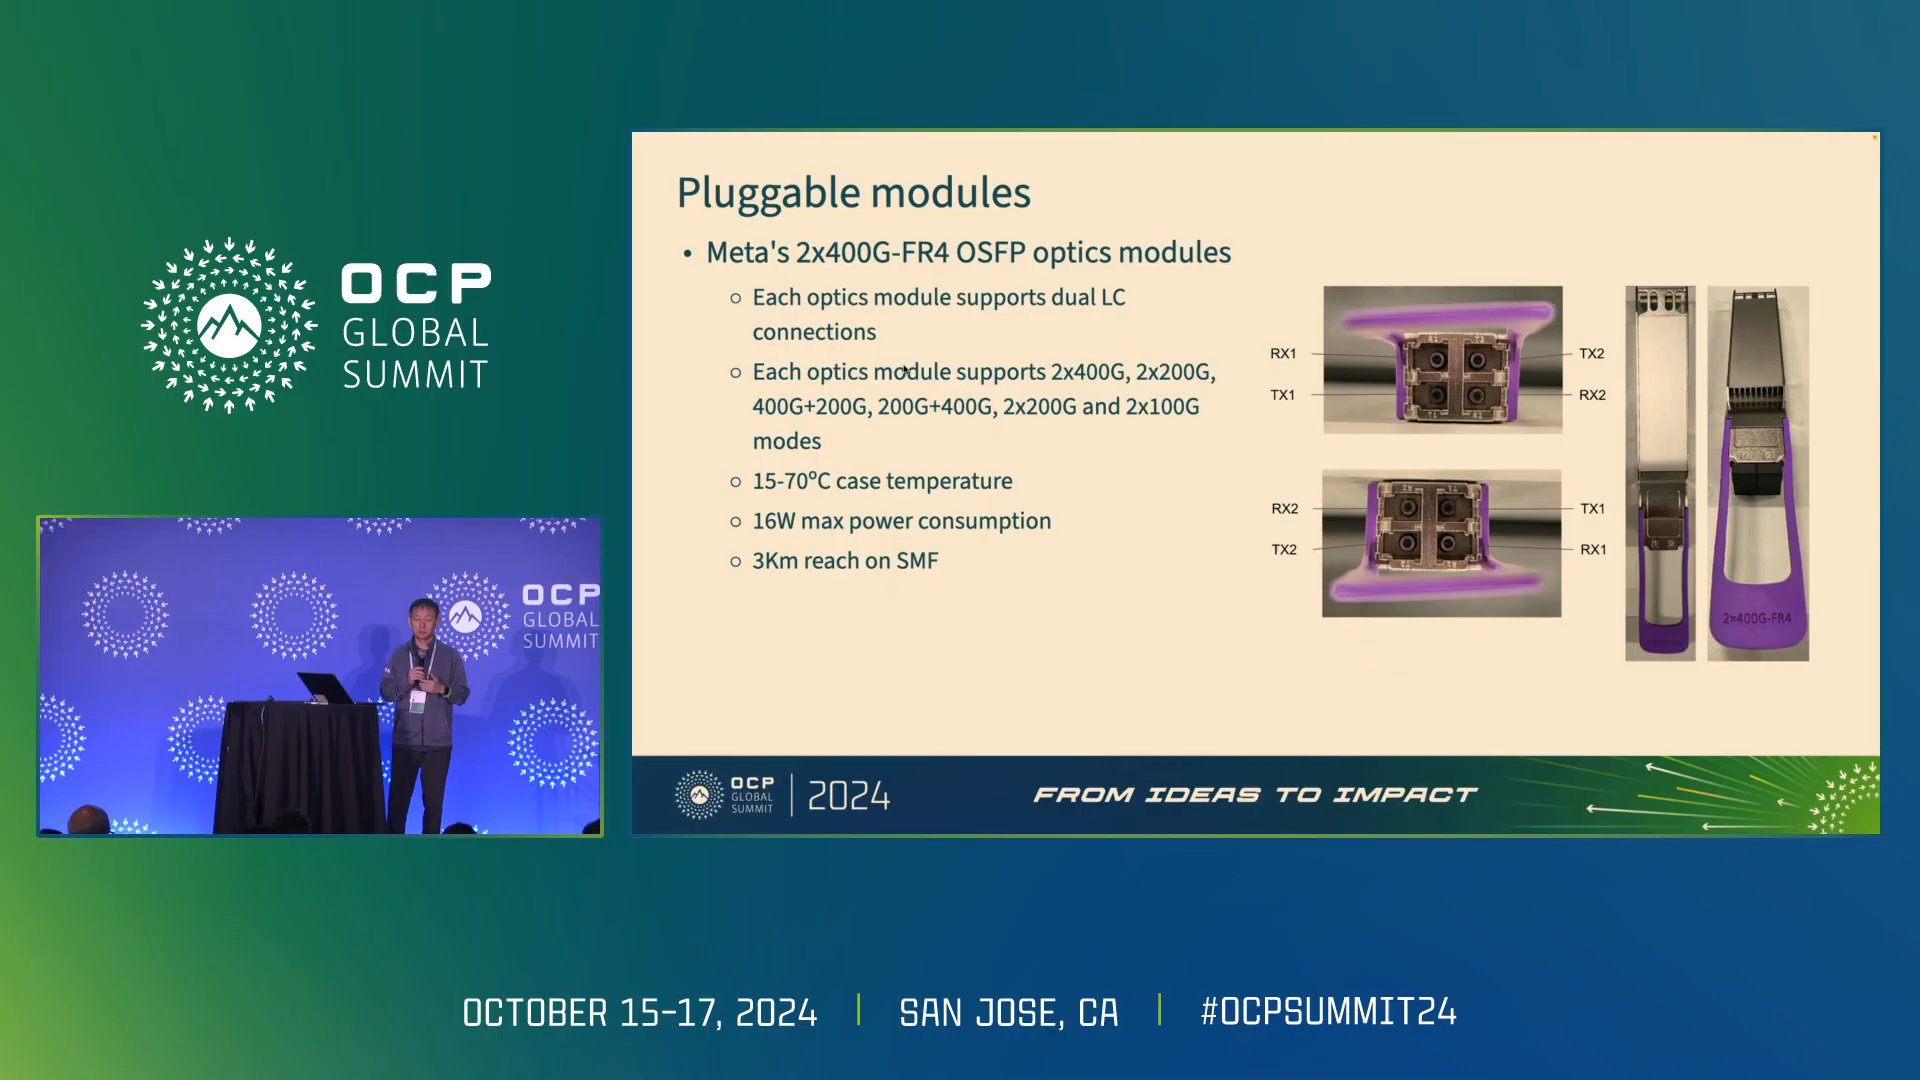 OCP
GLOBAL
SUMMIT
Pluggable modules
• Meta's 2x400G-FR4 OSFP optics modules
○ Each optics module supports dual LC
connections
○ Each optics module supports 2x400G, 2x200G,
400G+200G, 200G+400G, 2x200G and 2x100G
modes
○ 15-70ºC case temperature
○ 16W max power consumption
○ 3Km reach on SMF
RX1
TX1
TX2
RX2
RX2
TX2
TX1
RX1
2x400G-FR4
OCP
GLOBAL
SUMMIT
2024
FROM IDEAS TO IMPACT
OCP
GLOBAL
SUMMIT
OCTOBER 15-17, 2024
SAN JOSE, CA
#OCPSUMMIT24